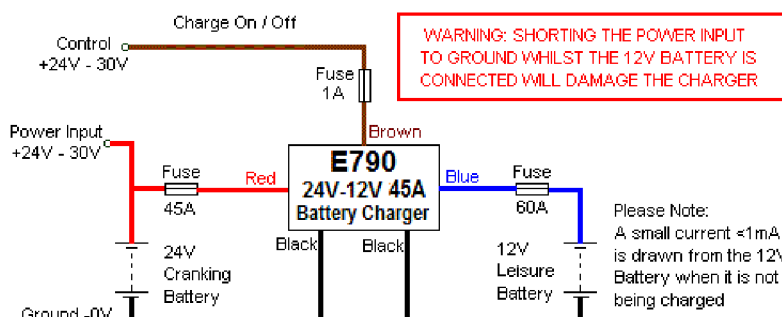 Charge On / Off
Control
+24V - 30V
WARNING: SHORTING THE POWER INPUT
TO GROUND WHILST THE 12V BATTERY IS
CONNECTED WILL DAMAGE THE CHARGER
Fuse
1A
Brown
Power Input
+24V - 30V
Fuse
45A
Red
E790
24V-12V 45A
Battery Charger
Blue
Fuse
60A
Black
Black
24V
Cranking
Battery
12V
Leisure
Battery
Please Note:
A small current <1mA
is drawn from the 12V
Battery when it is not
being charged
Ground -0V